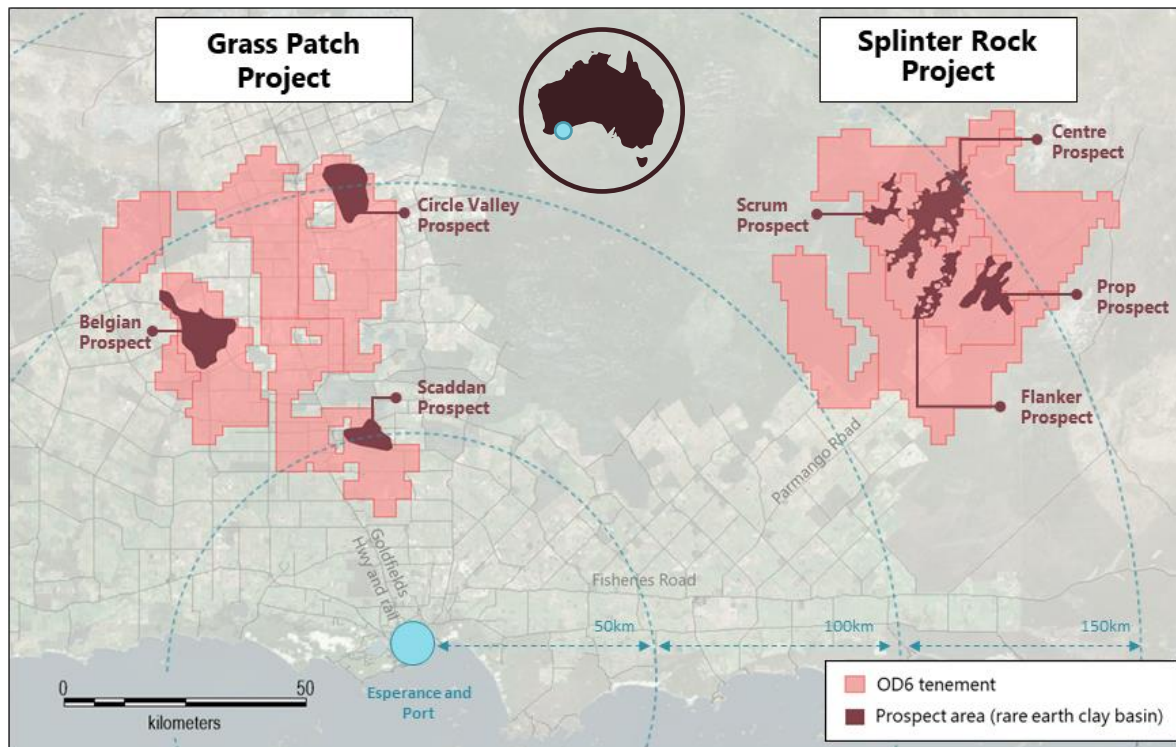 Grass Patch
Project
Splinter Rock
Project
Centre
Prospect
Circle Valley
Prospect
Scrum
Prospect
Belgian
Prospect
Prop
Prospect
Scaddan
Prospect
Flanker
Prospect
Parmango Road
Goldfields
Hwy and rail
Fishenes Road
50km
100km
150km
Esperance and
Port
0
50
kilometers
OD6 tenement
Prospect area (rare earth clay basin)